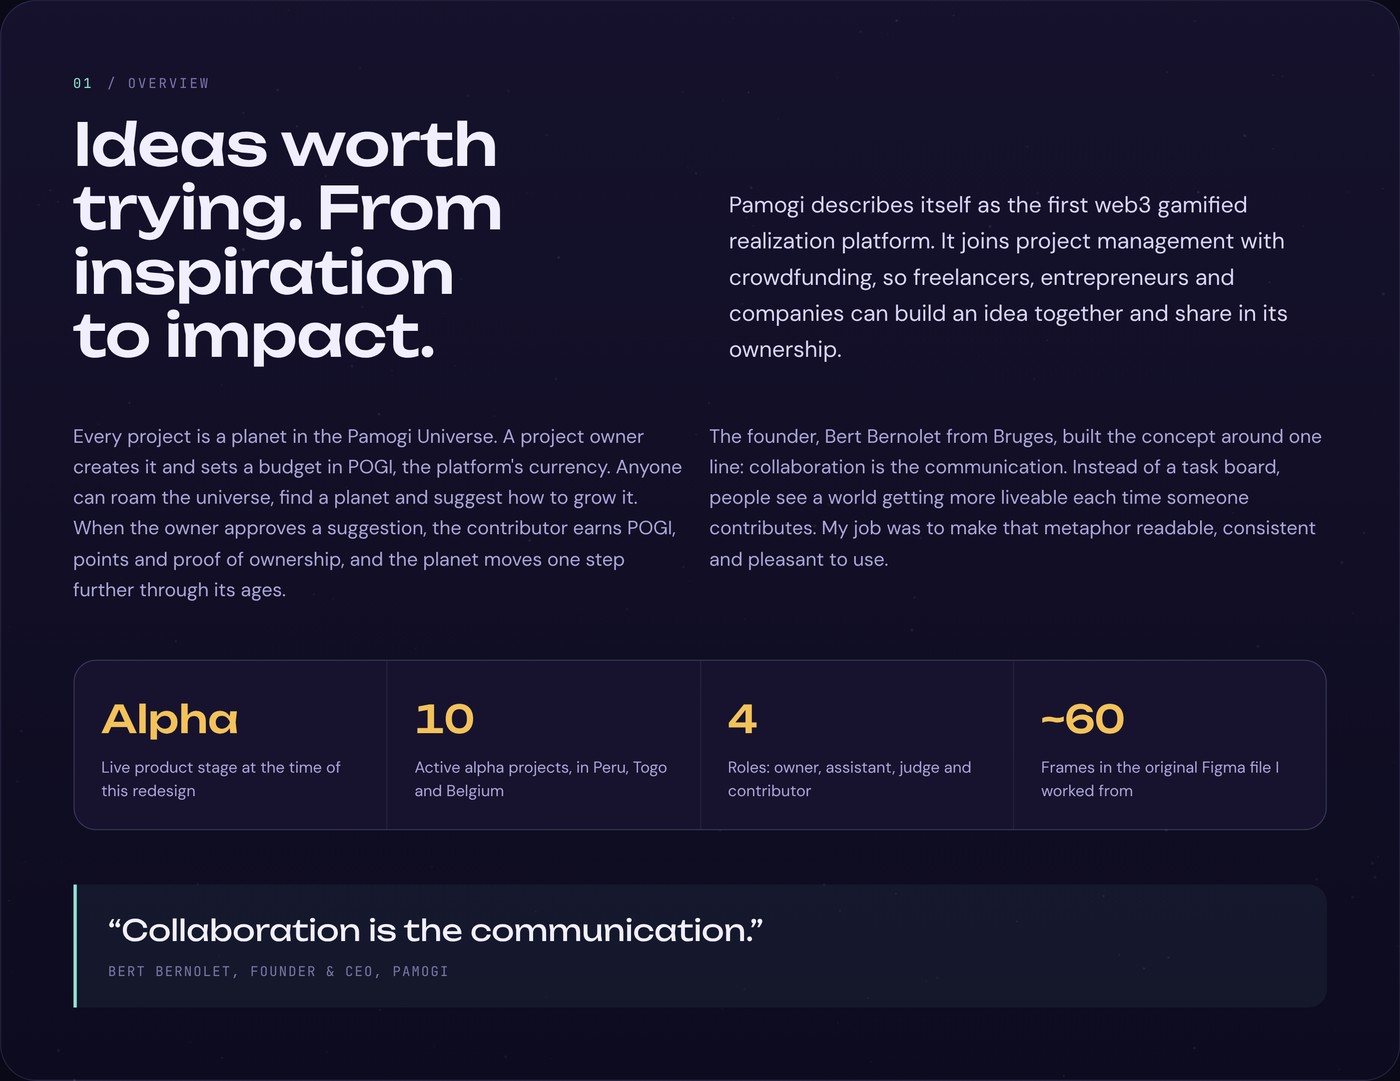 01 / OVERVIEW
Ideas worth
trying. From
inspiration
to impact.
Pamogi describes itself as the first web3 gamified
realization platform. It joins project management with
crowdfunding, so freelancers, entrepreneurs and
companies can build an idea together and share in its
ownership.
Every project is a planet in the Pamogi Universe. A project owner
creates it and sets a budget in POGI, the platform's currency. Anyone
can roam the universe, find a planet and suggest how to grow it.
When the owner approves a suggestion, the contributor earns POGI,
points and proof of ownership, and the planet moves one step
further through its ages.
The founder, Bert Bernolet from Bruges, built the concept around one
line: collaboration is the communication. Instead of a task board,
people see a world getting more liveable each time someone
contributes. My job was to make that metaphor readable, consistent
and pleasant to use.
Alpha
Live product stage at the time of
this redesign
10
Active alpha projects, in Peru, Togo
and Belgium
4
Roles: owner, assistant, judge and
contributor
~60
Frames in the original Figma file I
worked from
“Collaboration is the communication.”
BERT BERNOLET, FOUNDER & CEO, PAMOGI